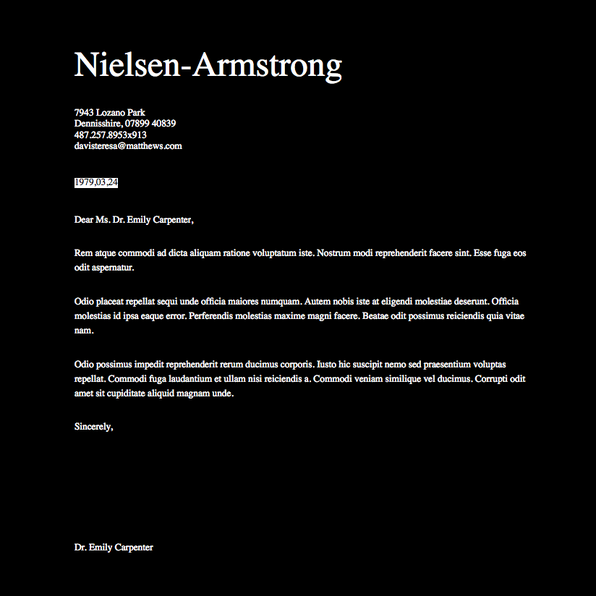 Nielsen-Armstrong
7943 Lozano Park
Dennisshire, 07899 40839
487.257.8953x913
davisteresa@matthews.com
1979,03,24
Dear Ms. Dr. Emily Carpenter,
Rem atque commodi ad dicta aliquam ratione voluptatum iste. Nostrum modi reprehenderit facere sint. Esse fuga eos
odit aspernatur.
Odio placeat repellat sequi unde officia maiores numquam. Autem nobis iste at eligendi molestiae deserunt. Officia
molestias id ipsa eaque error. Perferendis molestias maxime magni facere. Beatae odit possimus reiciendis quia vitae
nam.
Odio possimus impedit reprehenderit rerum ducimus corporis. Iusto hic suscipit nemo sed praesentium voluptas
repellat. Commodi fuga laudantium et ullam nisi reiciendis a. Commodi veniam similique vel ducimus. Corrupti odit
amet sit cupiditate aliquid magnam unde.
Sincerely,
Dr. Emily Carpenter